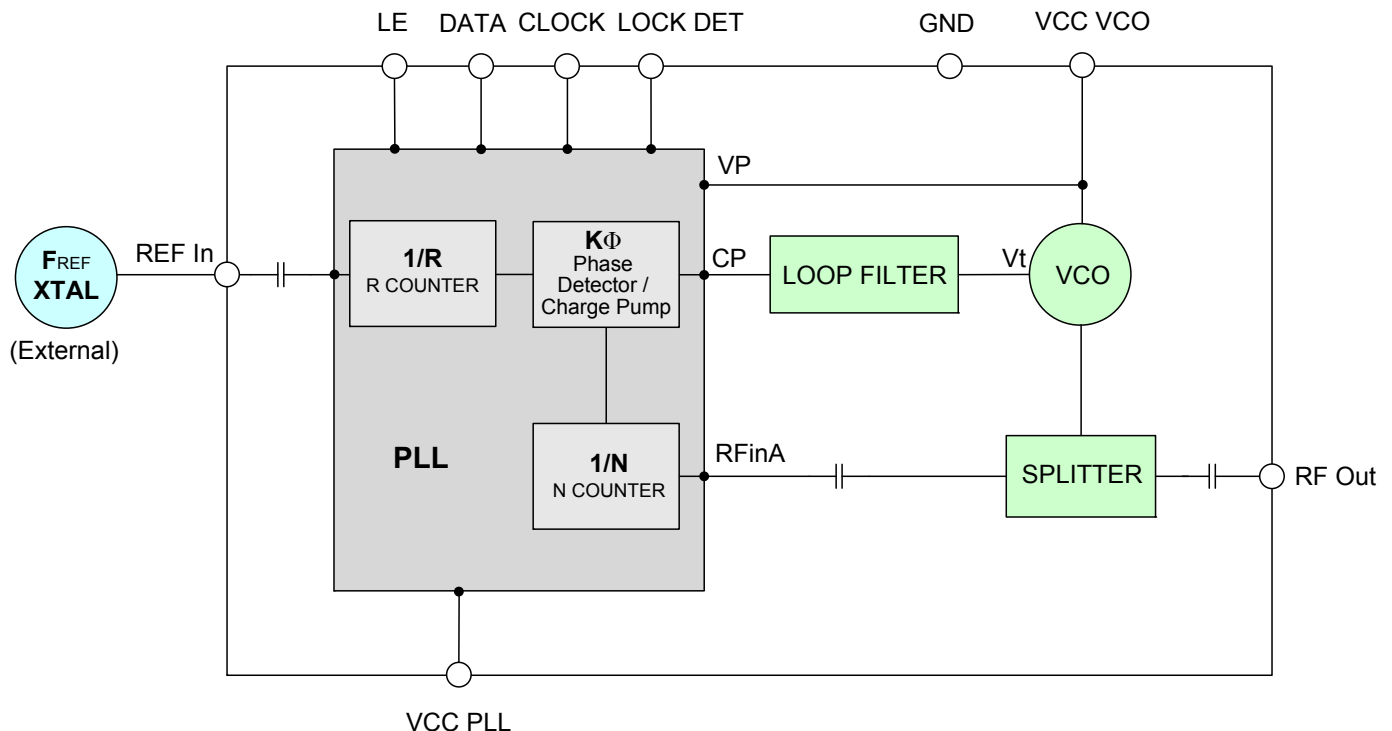 LE
DATA
CLOCK
LOCK DET
GND
VCC VCO
VP
FREF
XTAL
(External)
REF In
1/R
R COUNTER
KΦ
Phase
Detector /
Charge Pump
CP
LOOP FILTER
Vt
VCO
PLL
1/N
N COUNTER
RFinA
SPLITTER
RF Out
VCC PLL